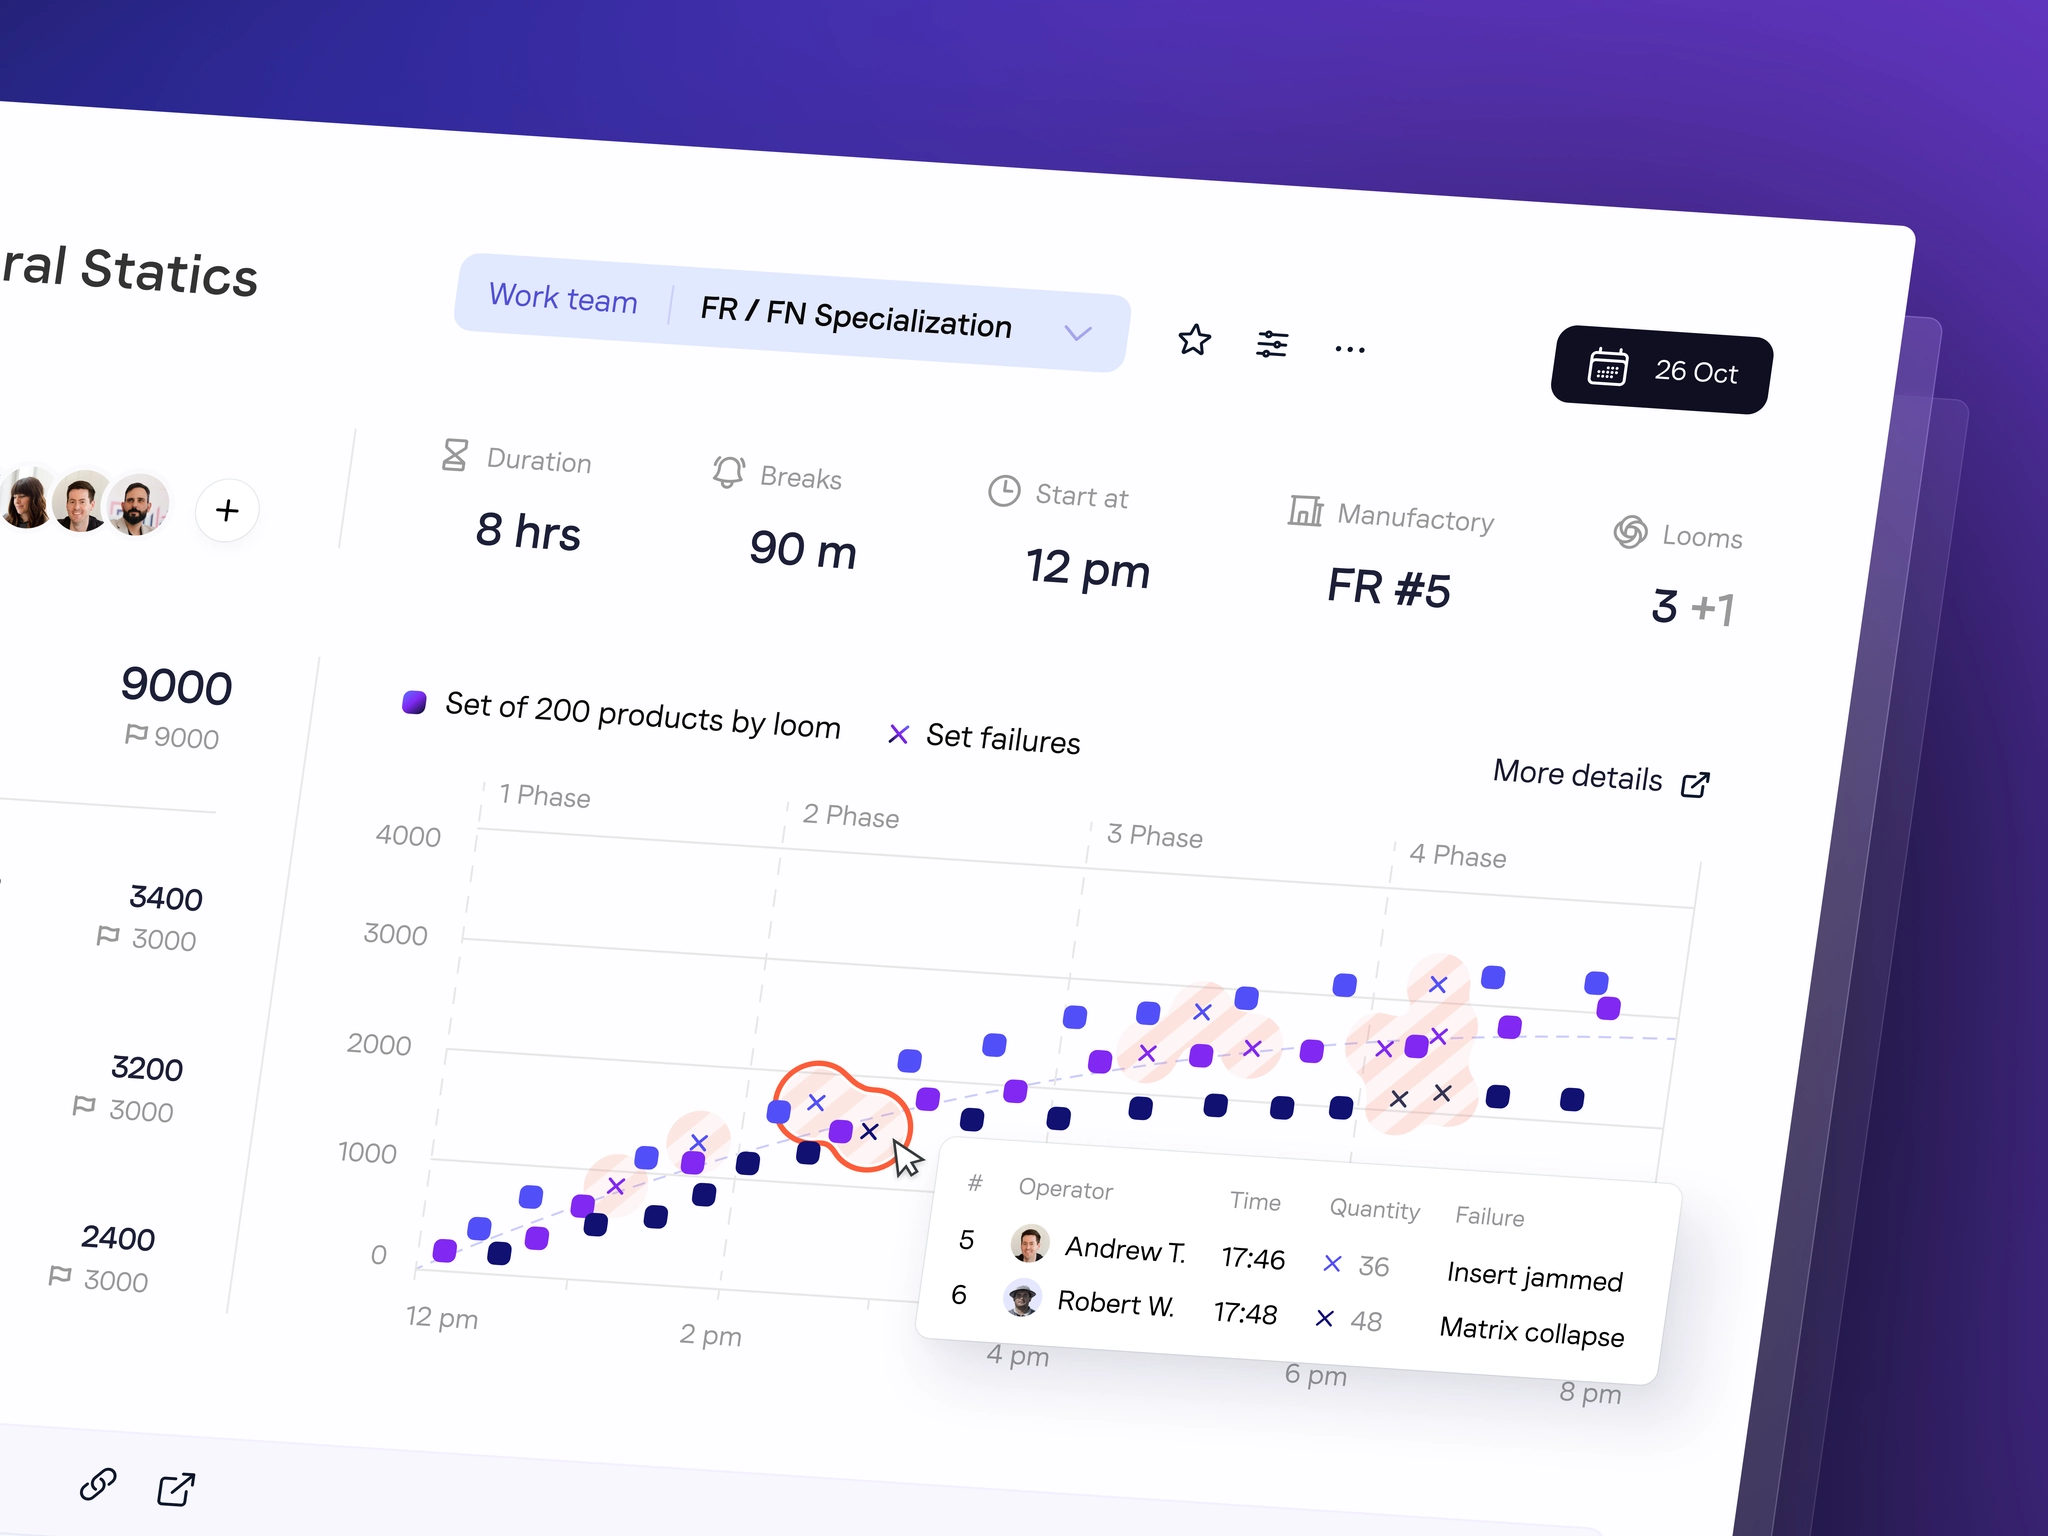 ral Statics
Work team
FR / FN Specialization
26 Oct
Duration
8 hrs
Breaks
90 m
Start at
12 pm
Manufactory
FR #5
Looms
3 +1
9000
9000
3400
3000
3200
3000
2400
3000
Set of 200 products by loom
Set failures
More details
1 Phase
2 Phase
3 Phase
4 Phase
4000
3000
2000
1000
0
12 pm
2 pm
4 pm
6 pm
8 pm
# Operator Time Quantity Failure
5 Andrew T. 17:46 36 Insert jammed
6 Robert W. 17:48 48 Matrix collapse